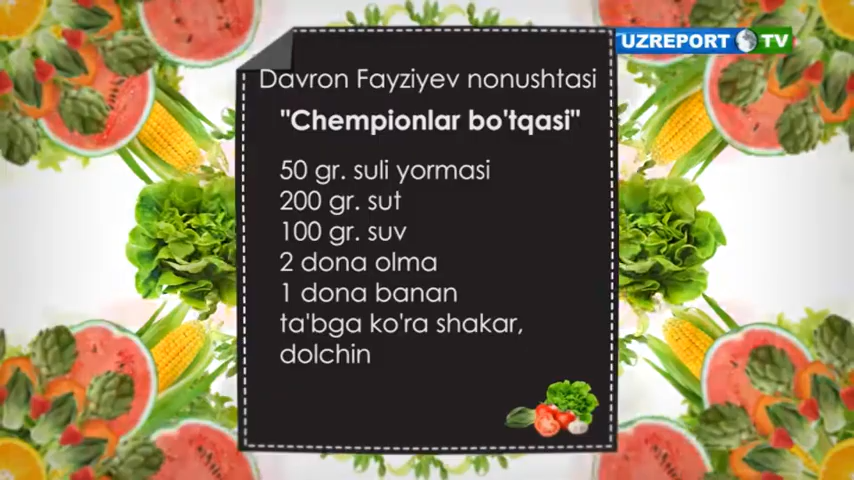 UZREPORT TV
Davron Fayziyev nonushtasi
"Chempionlar bo'tqasi"
50 gr. suli yormasi
200 gr. sut
100 gr. suv
2 dona olma
1 dona banan
ta'bga ko'ra shakar,
dolchin